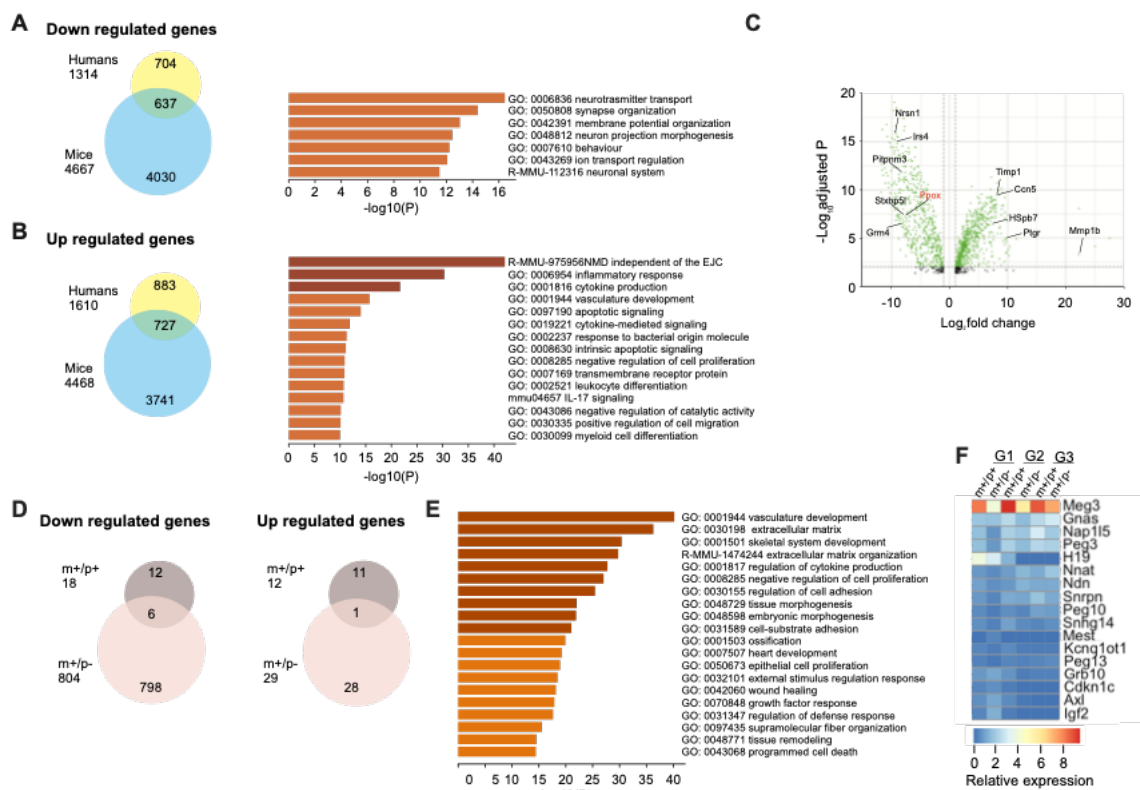 A
Down regulated genes
Humans
1314
704
637
Mice
4667
4030
GO: 0006836 neurotrasmitter transport
GO: 0050808 synapse organization
GO: 0042391 membrane potential organization
GO: 0048812 neuron projection morphogenesis
GO: 0007610 behaviour
GO: 0043269 ion transport regulation
R-MMU-112316 neuronal system
0 2 4 6 8 10 12 14 16
-log10(P)
B
Up regulated genes
Humans
1610
883
727
Mice
4468
3741
R-MMU-975956NMD independent of the EJC
GO: 0006954 inflammatory response
GO: 0001816 cytokine production
GO: 0001944 vasculature development
GO: 0097190 apoptotic signaling
GO: 0019221 cytokine-medieted signaling
GO: 0002237 response to bacterial origin molecule
GO: 0008630 intrinsic apoptotic signaling
GO: 0008285 negative regulation of cell proliferation
GO: 0007169 transmembrane receptor protein
GO: 0002521 leukocyte differentiation
mmu04657 IL-17 signaling
GO: 0043086 negative regulation of catalytic activity
GO: 0030335 positive regulation of cell migration
GO: 0030099 myeloid cell differentiation
0 5 10 15 20 25 30 35 40
-log10(P)
C
-Log10adjusted P
20
15
10
5
0
Nrsn1
Irs4
Pitpnm3
Ppox
Stxbp5l
Grm4
Timp1
Ccn5
HSpb7
Ptgr
Mmp1b
-10 0 10 20 30
Log, fold change
D
Down regulated genes
m+/p+
18
12
6
m+/p-
804
798
Up regulated genes
m+/p+
12
11
1
m+/p-
29
28
E
GO: 0001944 vasculature development
GO: 0030198 extracellular matrix
GO: 0001501 skeletal system development
R-MMU-1474244 extracellular matrix organization
GO: 0001817 regulation of cytokine production
GO: 0008285 negative regulation of cell proliferation
GO: 0030155 regulation of cell adhesion
GO: 0048729 tissue morphogenesis
GO: 0048598 embryonic morphogenesis
GO: 0031589 cell-substrate adhesion
GO: 0001503 ossification
GO: 0007507 heart development
GO: 0050673 epithelial cell proliferation
GO: 0032101 external stimulus regulation response
GO: 0042060 wound healing
GO: 0070848 growth factor response
GO: 0031347 regulation of defense response
GO: 0097435 supramolecular fiber organization
GO: 0048771 tissue remodeling
GO: 0043068 programmed cell death
0 5 10 15 20 25 30 35 40
F
G1 G2 G3
m+/p+ m+/p- m+/p+ m+/p- m+/p+ m+/p-
Meg3
Gnas
Nap1l5
Peg3
H19
Nnat
Ndn
Snrpn
Peg10
Snhg14
Mest
Kcnq1ot1
Peg13
Grb10
Cdkn1c
Axl
Igf2
0 2 4 6 8
Relative expression